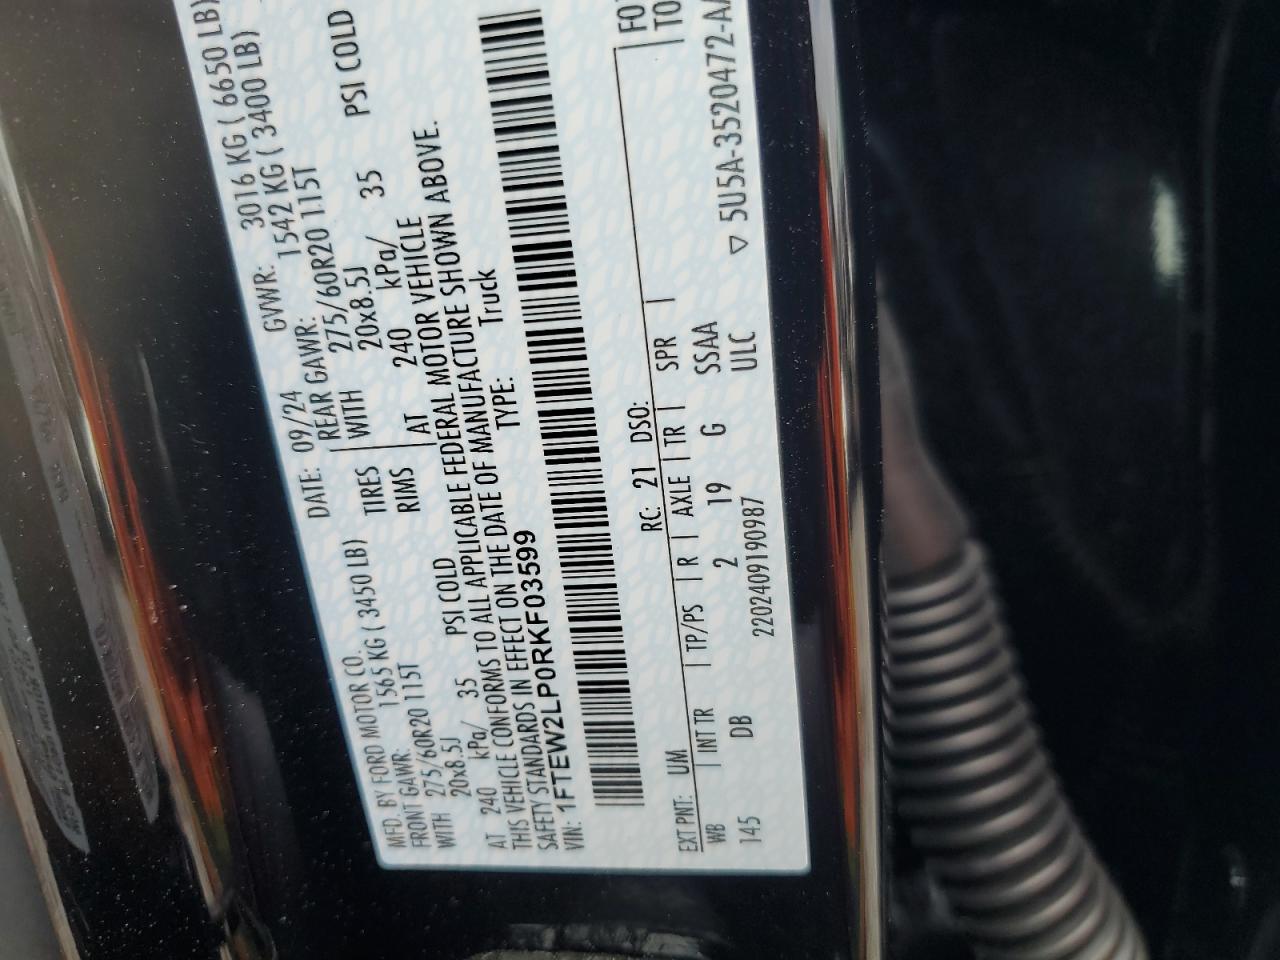 MFD. BY FORD MOTOR CO.
DATE: 09/24 GVWR: 3016 KG ( 6650 LB)
FRONT GAWR: 1565 KG ( 3450 LB)
REAR GAWR: 1542 KG ( 3400 LB)
WITH 275/60R20 115T TIRES WITH 275/60R20 115T
20x8.5J RIMS 20x8.5J
AT 240 kPa/ 35 PSI COLD AT 240 kPa/ 35 PSI COLD
THIS VEHICLE CONFORMS TO ALL APPLICABLE FEDERAL MOTOR VEHICLE
SAFETY STANDARDS IN EFFECT ON THE DATE OF MANUFACTURE SHOWN ABOVE.
VIN: 1FTEW2LP0RKF03599 TYPE: Truck
EXT PNT: UM RC: 21 DSO:
WB INT TR TP/PS R AXLE TR SPR
145 DB 2 19 G SSAA
2202409190987 ULC
5U5A-3520472-A